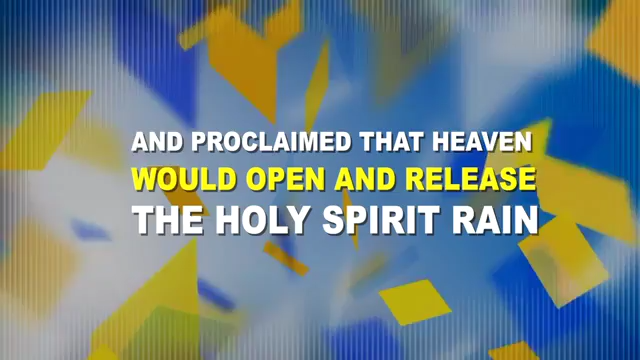 AND PROCLAIMED THAT HEAVEN
WOULD OPEN AND RELEASE
THE HOLY SPIRIT RAIN